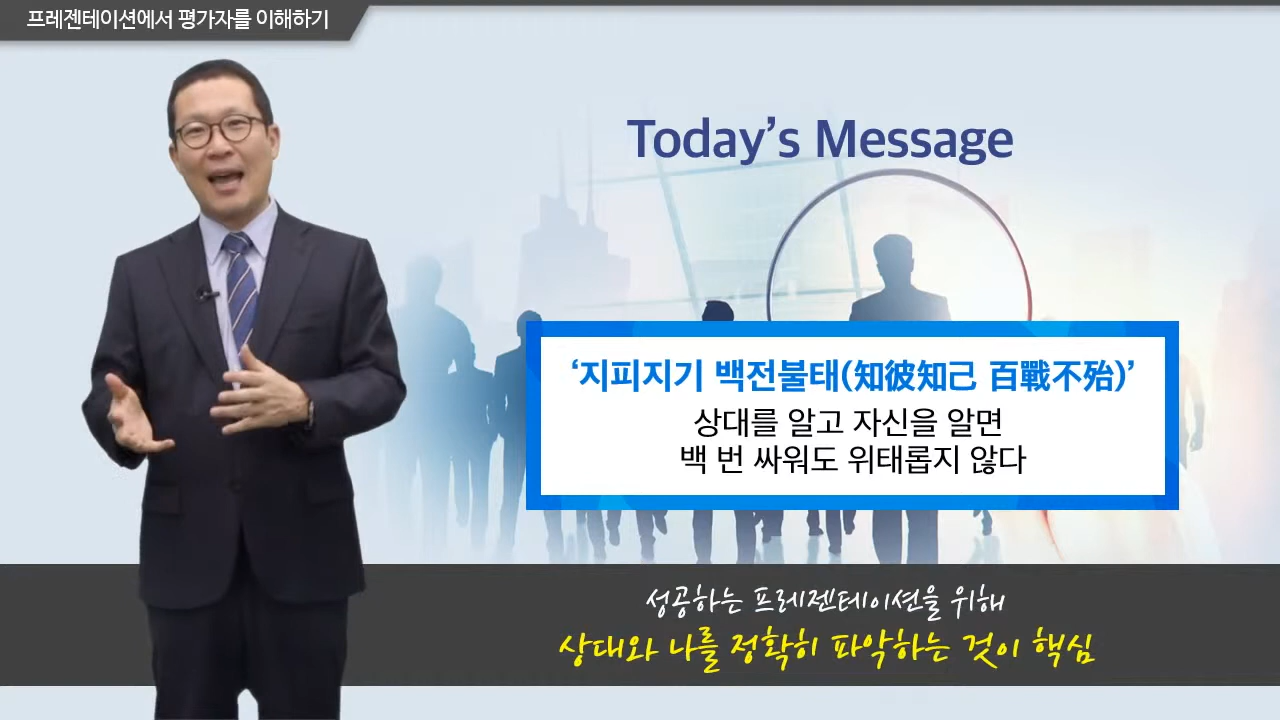 프레젠테이션에서 평가자를 이해하기
Today’s Message
‘지피지기 백전불태(知彼知己 百戰不殆)’
상대를 알고 자신을 알면
백 번 싸워도 위태롭지 않다
성공하는 프레젠테이션을 위해
상대와 나를 정확히 파악하는 것이 핵심